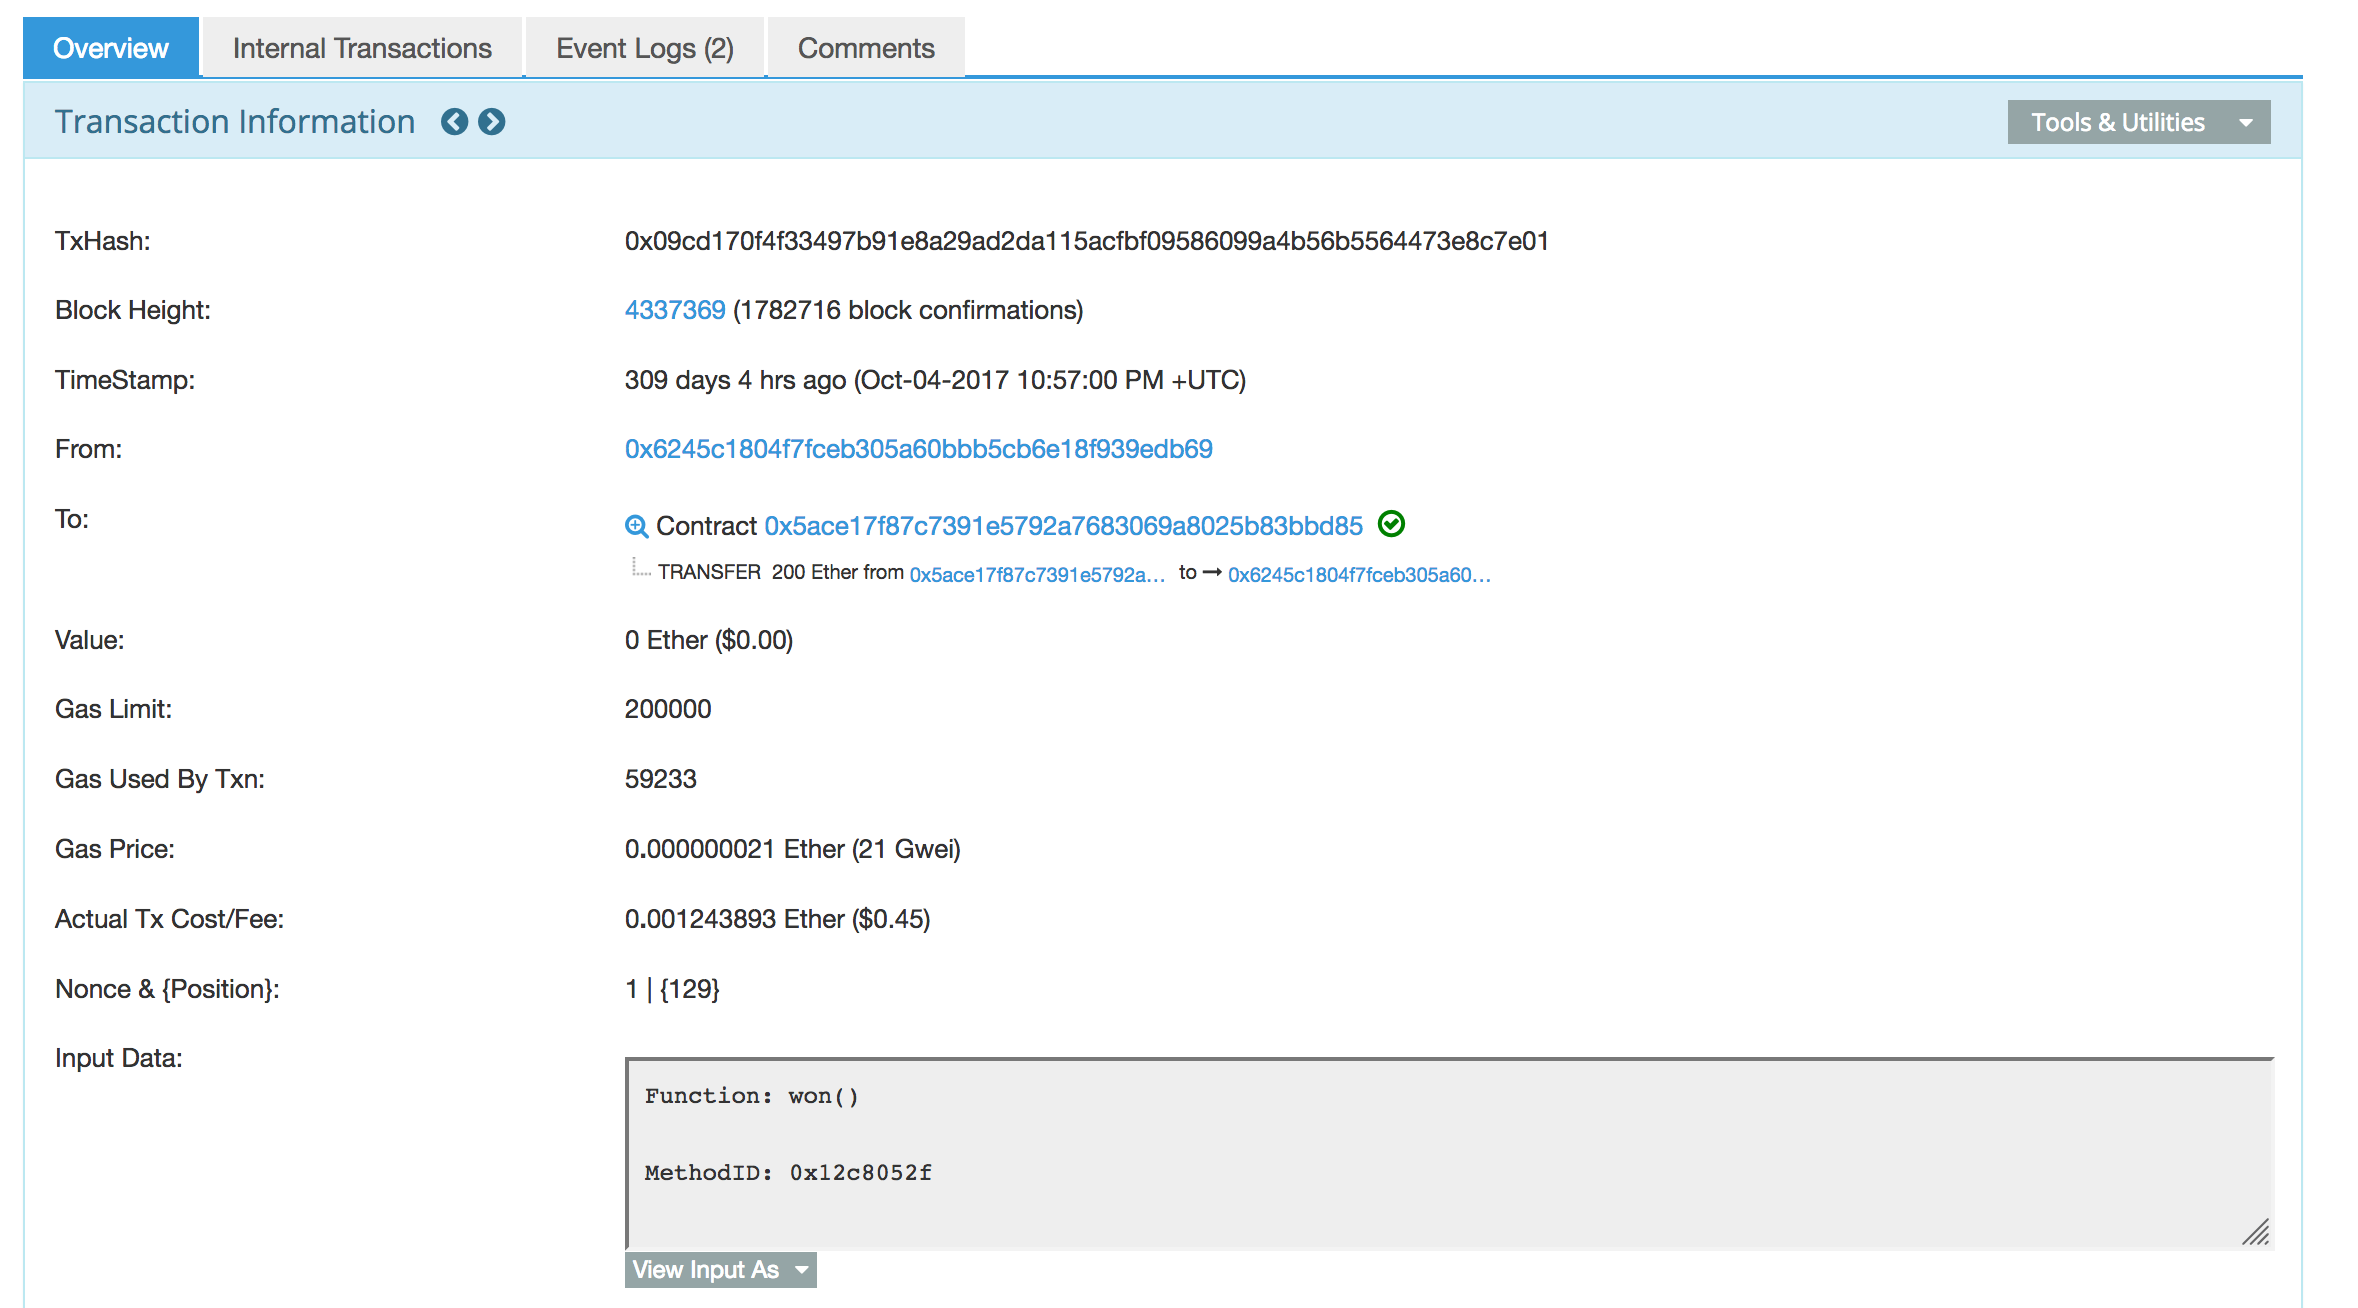 Overview Internal Transactions Event Logs (2) Comments
Transaction Information Tools & Utilities
TxHash: 0x09cd170f4f33497b91e8a29ad2da115acfbf09586099a4b56b5564473e8c7e01
Block Height: 4337369 (1782716 block confirmations)
TimeStamp: 309 days 4 hrs ago (Oct-04-2017 10:57:00 PM +UTC)
From: 0x6245c1804f7fceb305a60bbb5cb6e18f939edb69
To: Contract 0x5ace17f87c7391e5792a7683069a8025b83bbd85
TRANSFER 200 Ether from 0x5ace17f87c7391e5792a... to → 0x6245c1804f7fceb305a60...
Value: 0 Ether ($0.00)
Gas Limit: 200000
Gas Used By Txn: 59233
Gas Price: 0.000000021 Ether (21 Gwei)
Actual Tx Cost/Fee: 0.001243893 Ether ($0.45)
Nonce & {Position}: 1 | {129}
Input Data:
Function: won()
MethodID: 0x12c8052f
View Input As